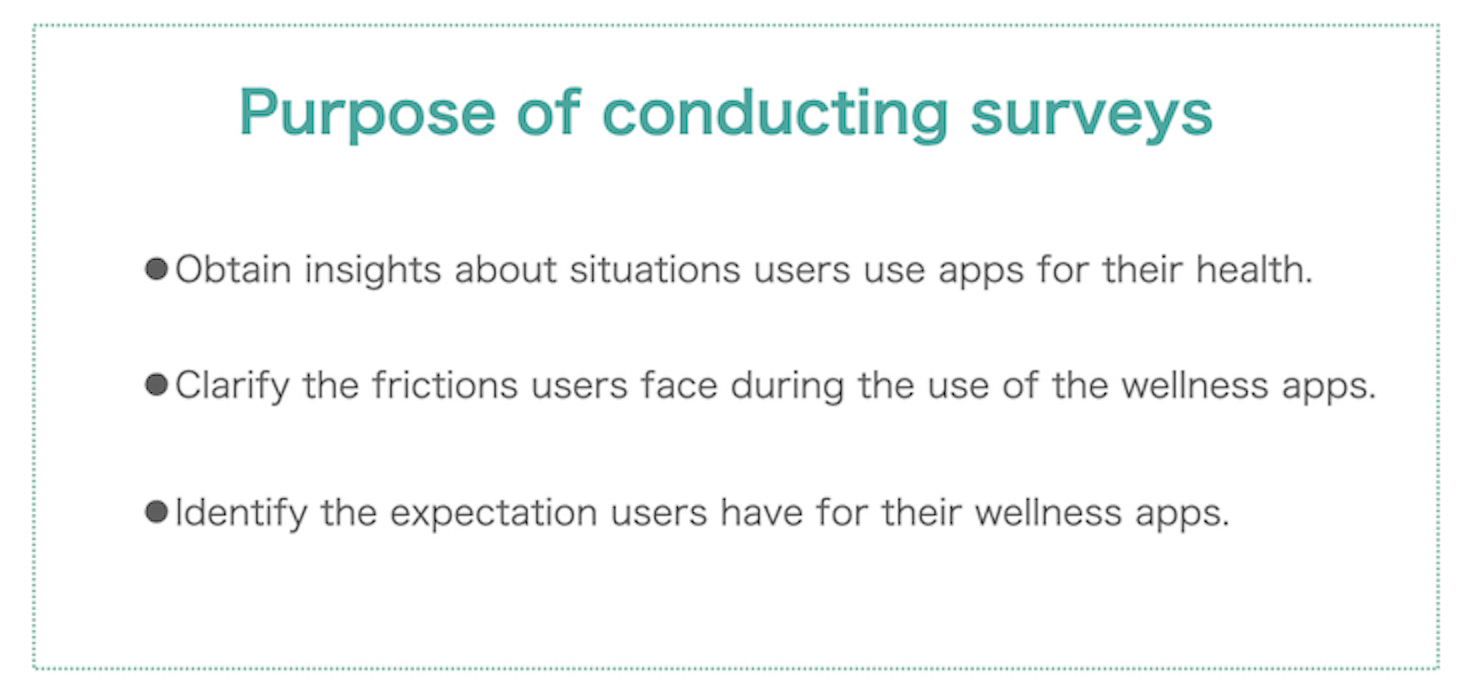 Purpose of conducting surveys
●Obtain insights about situations users use apps for their health.
●Clarify the frictions users face during the use of the wellness apps.
●Identify the expectation users have for their wellness apps.